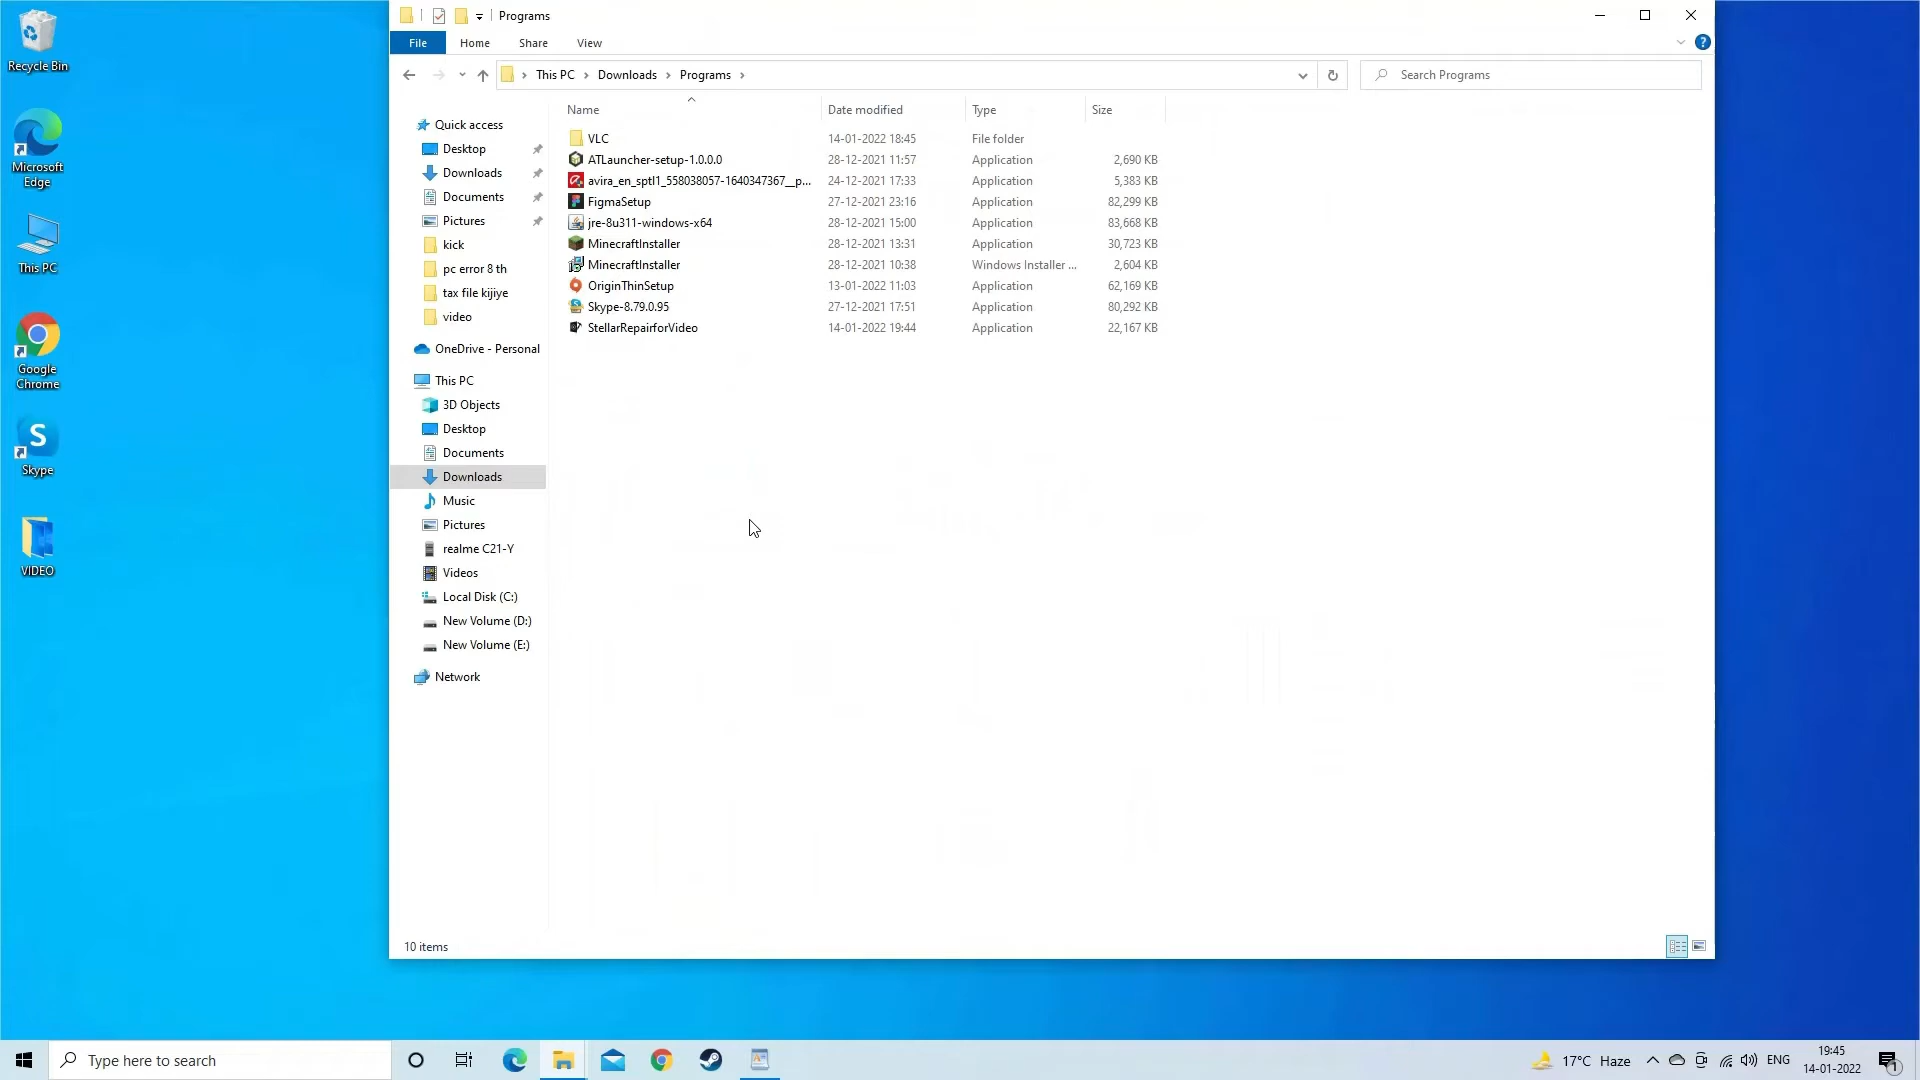 Recycle Bin
Microsoft
Edge
This PC
Google
Chrome
Skype
VIDEO
Programs
File Home Share View
This PC Downloads Programs
Search Programs
Name Date modified Type Size
Quick access
Desktop
Downloads
Documents
Pictures
kick
pc error 8 th
tax file kijiye
video
OneDrive - Personal
This PC
3D Objects
Desktop
Documents
Downloads
Music
Pictures
realme C21-Y
Videos
Local Disk (C:)
New Volume (D:)
New Volume (E:)
Network
VLC 14-01-2022 18:45 File folder
ATLauncher-setup-1.0.0.0 28-12-2021 11:57 Application 2,690 KB
avira_en_sptl1_558038057-1640347367__p... 24-12-2021 17:33 Application 5,383 KB
FigmaSetup 27-12-2021 23:16 Application 82,299 KB
jre-8u311-windows-x64 28-12-2021 15:00 Application 83,668 KB
MinecraftInstaller 28-12-2021 13:31 Application 30,723 KB
MinecraftInstaller 28-12-2021 10:38 Windows Installer ... 2,604 KB
OriginThinSetup 13-01-2022 11:03 Application 62,169 KB
Skype-8.79.0.95 27-12-2021 17:51 Application 80,292 KB
StellarRepairforVideo 14-01-2022 19:44 Application 22,167 KB
10 items
Type here to search
17°C Haze
ENG
19:45
14-01-2022
1